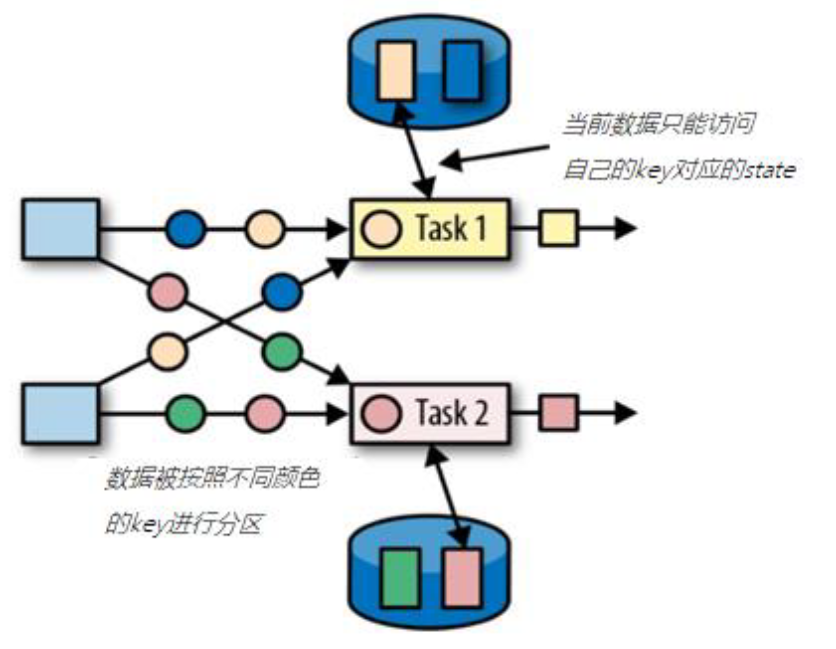 当前数据只能访问
自己的key对应的state
Task 1
Task 2
数据被按照不同颜色
的key进行分区